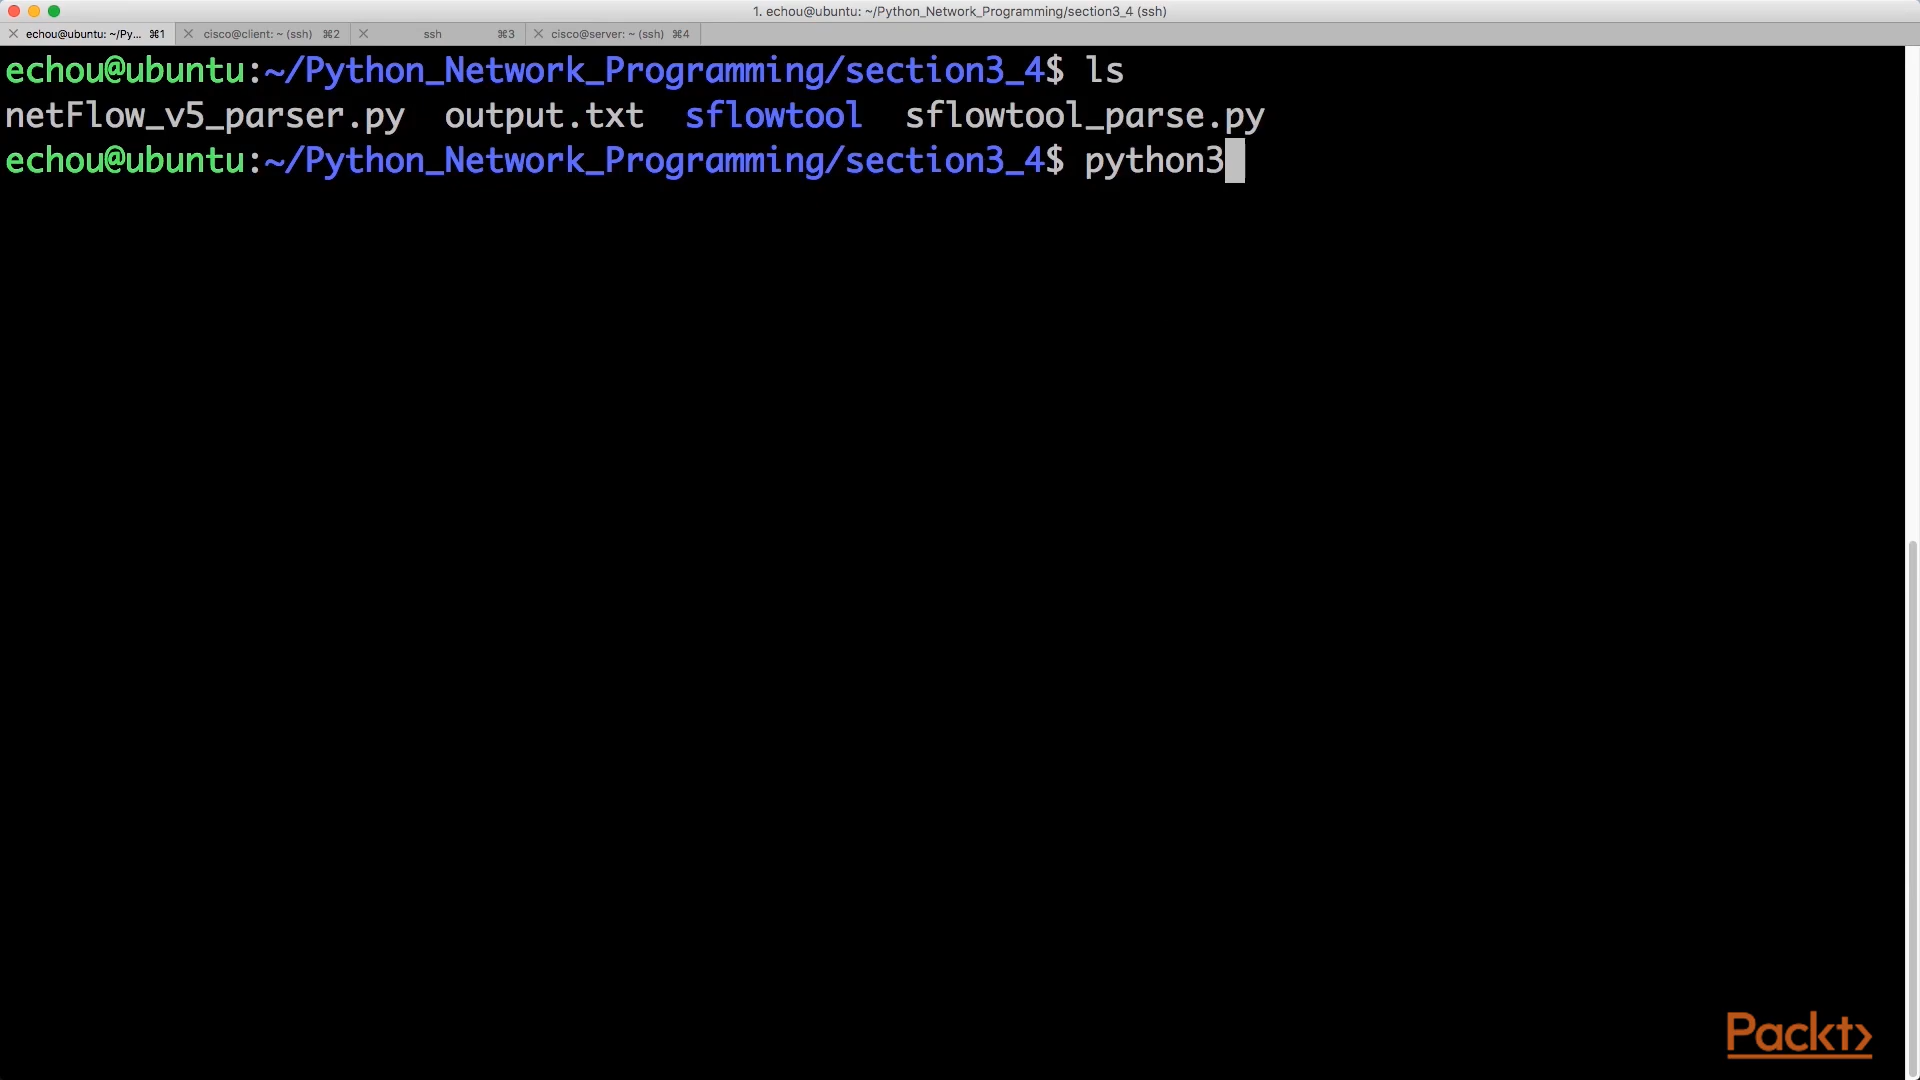 1. echou@ubuntu: ~/Python_Network_Programming/section3_4 (ssh)
echou@ubuntu: ~/Py... ⌘1 cisco@client: ~ (ssh) ⌘2 ssh ⌘3 cisco@server: ~ (ssh) ⌘4
echou@ubuntu:~/Python_Network_Programming/section3_4$ ls
netFlow_v5_parser.py output.txt sflowtool sflowtool_parse.py
echou@ubuntu:~/Python_Network_Programming/section3_4$ python3
Packt>